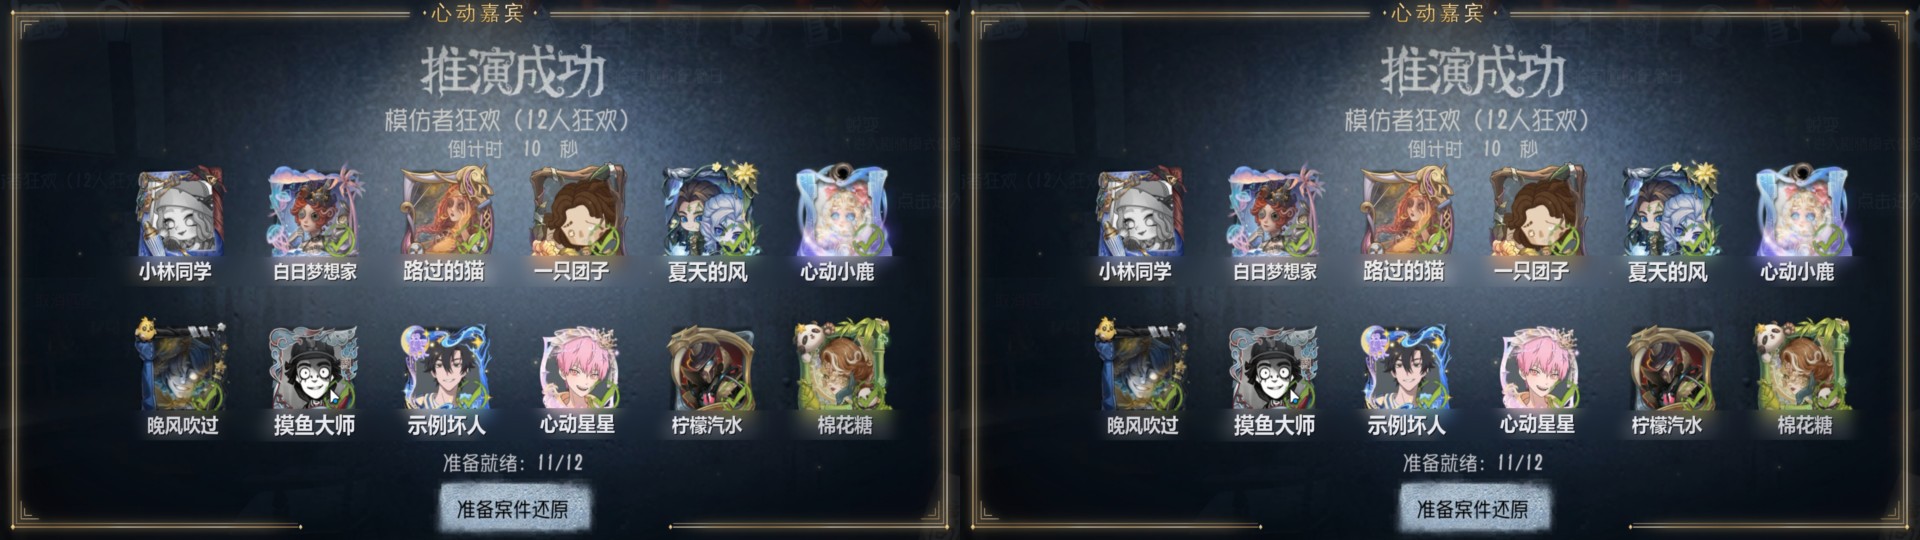 ·心动嘉宾·
推演成功
模仿者狂欢（12人狂欢）
倒计时 10 秒
小林同学 白日梦想家 路过的猫 一只团子 夏天的风 心动小鹿
晚风吹过 摸鱼大师 示例坏人 心动星星 柠檬汽水 棉花糖
准备就绪：11/12
准备案件还原
·心动嘉宾·
推演成功
模仿者狂欢（12人狂欢）
倒计时 10 秒
小林同学 白日梦想家 路过的猫 一只团子 夏天的风 心动小鹿
晚风吹过 摸鱼大师 示例坏人 心动星星 柠檬汽水 棉花糖
准备就绪：11/12
准备案件还原